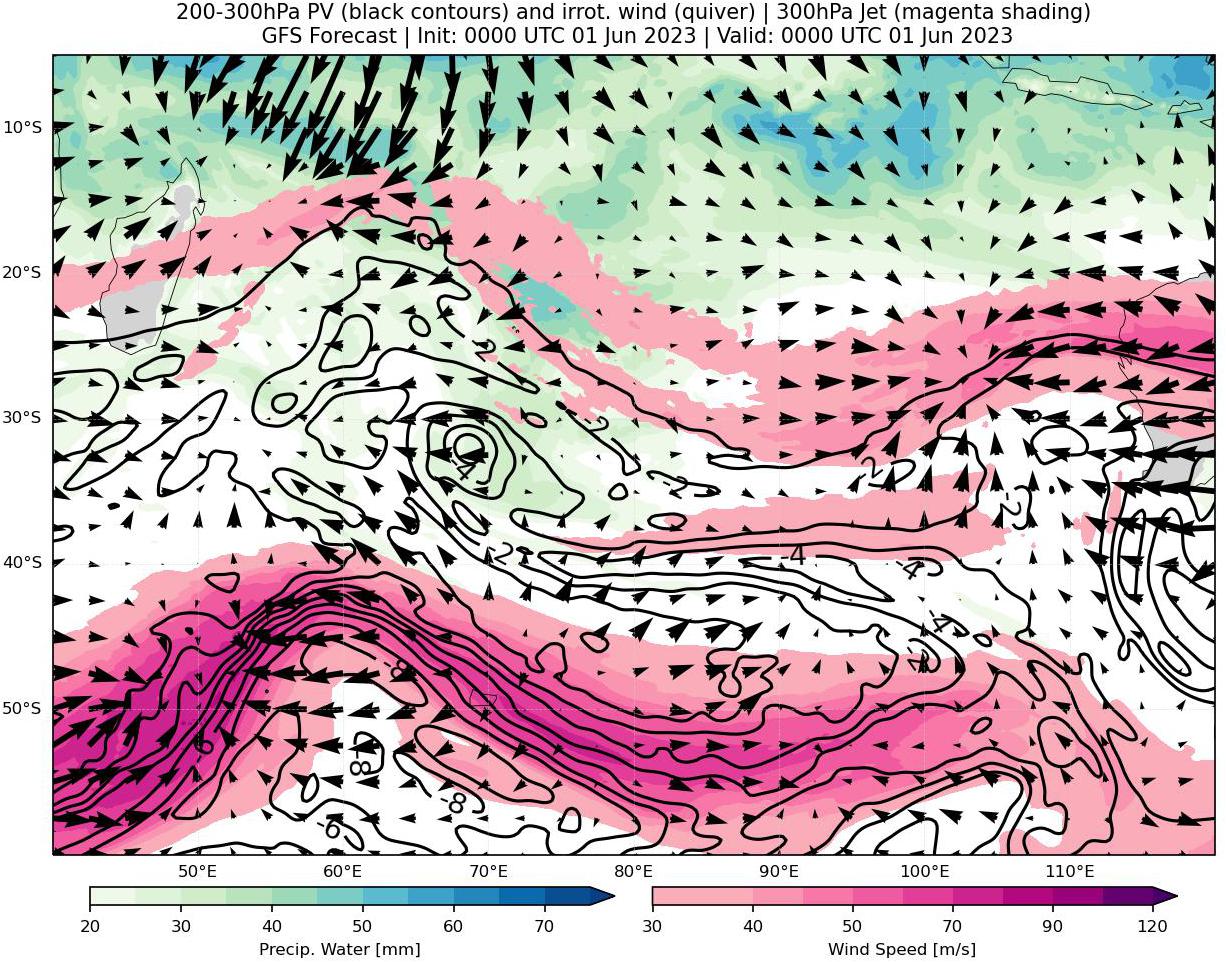 200-300hPa PV (black contours) and irrot. wind (quiver) | 300hPa Jet (magenta shading)
GFS Forecast | Init: 0000 UTC 01 Jun 2023 | Valid: 0000 UTC 01 Jun 2023
10°S
20°S
-2
30°S
-2
-4
-2
-2
-2
-2
-4
-4
40°S
-4
-2
-8
50°S
-6
-8
-8
-6
50°E 60°E 70°E 80°E 90°E 100°E 110°E
20 30 40 50 60 70
30 40 50 70 90 120
Precip. Water [mm]
Wind Speed [m/s]